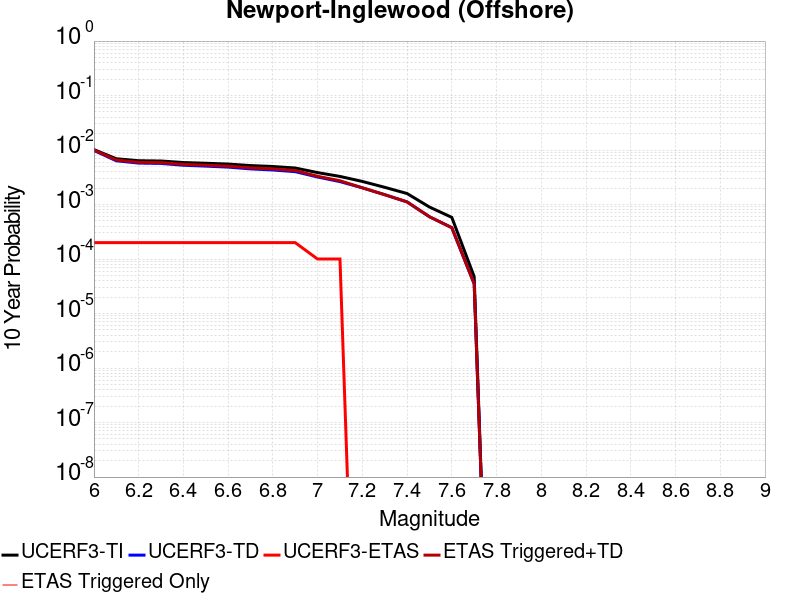 Newport-Inglewood (Offshore)
10 0
10 -1
10 -2
10 -3
10 -4
10 -5
10 -6
10 -7
10 -8
10 Year Probability
6 6.2 6.4 6.6 6.8 7 7.2 7.4 7.6 7.8 8 8.2 8.4 8.6 8.8 9
Magnitude
UCERF3-TI UCERF3-TD UCERF3-ETAS ETAS Triggered+TD
ETAS Triggered Only